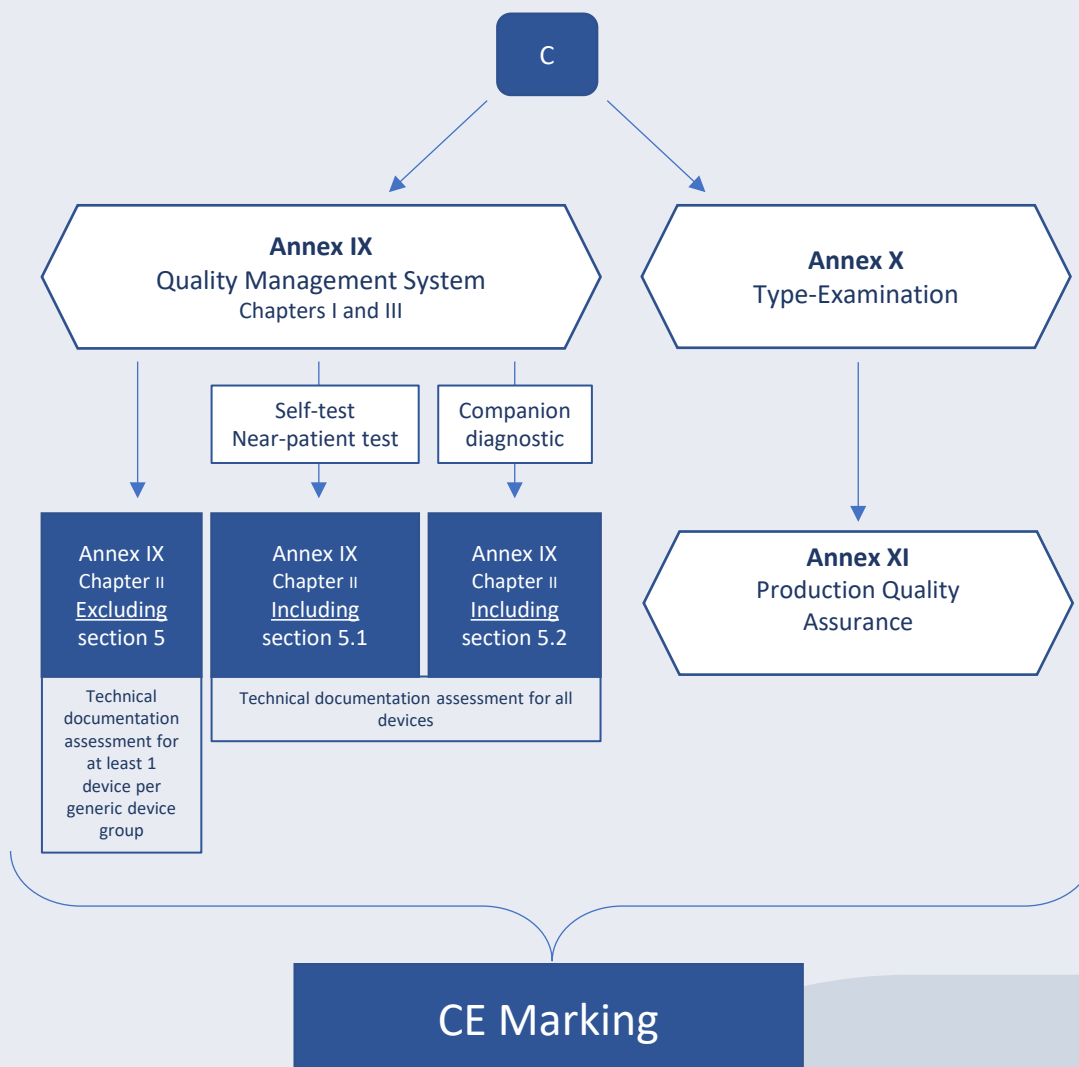 C
Annex IX
Quality Management System
Chapters I and III
Annex X
Type-Examination
Self-test
Near-patient test
Companion
diagnostic
Annex IX
Chapter II
Excluding
section 5
Annex IX
Chapter II
Including
section 5.1
Annex IX
Chapter II
Including
section 5.2
Annex XI
Production Quality
Assurance
Technical
documentation
assessment for
at least 1
device per
generic device
group
Technical documentation assessment for all
devices
CE Marking